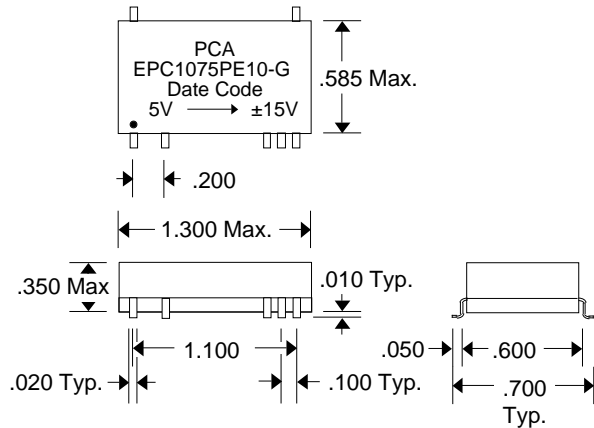 PCA
EPC1075PE10-G
Date Code
5V ±15V
.585 Max.
.200
1.300 Max.
.350 Max
.010 Typ.
1.100
.020 Typ.
.100 Typ.
.050
.600
.700
Typ.